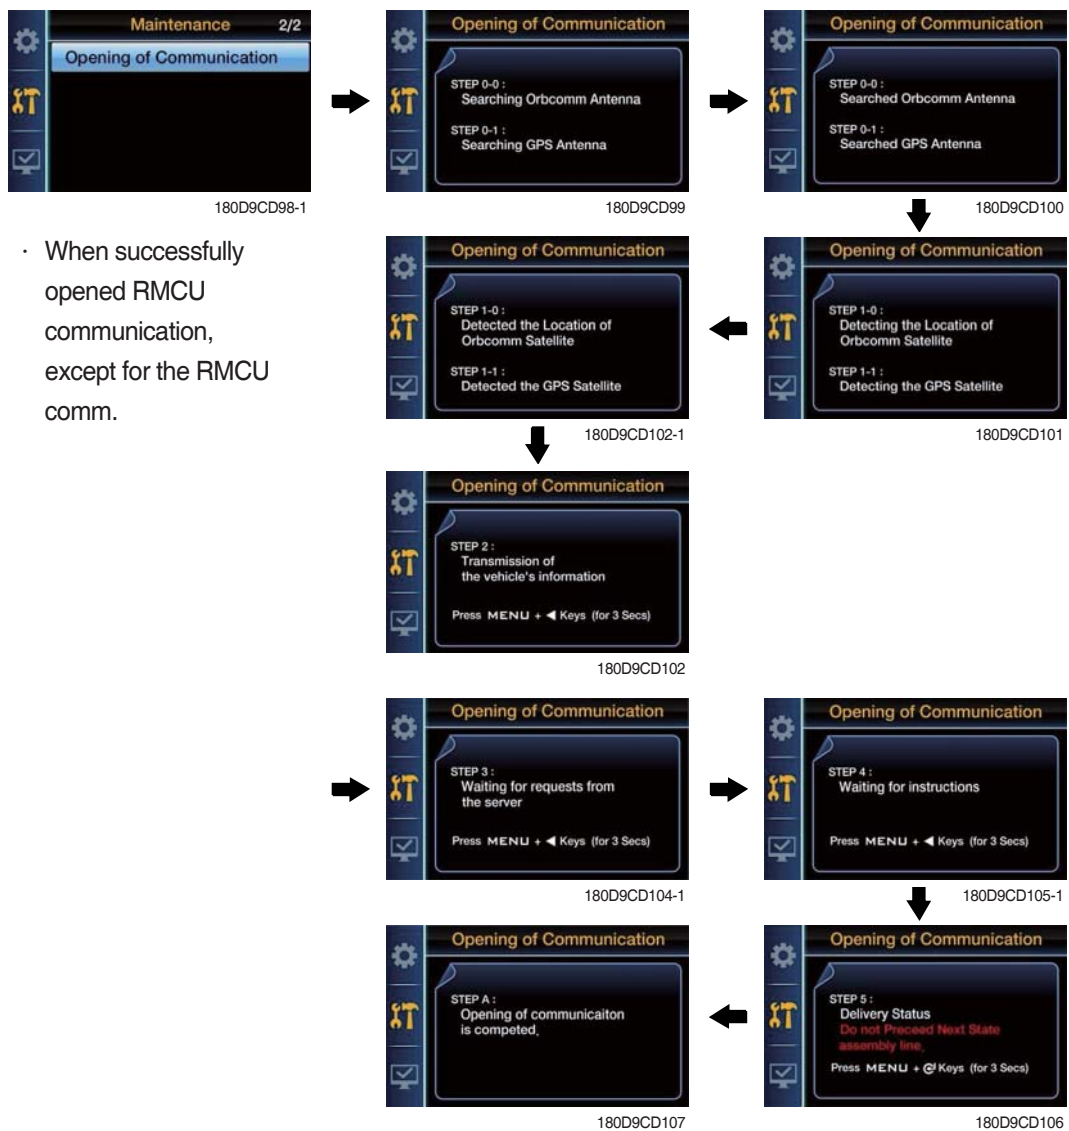 Maintenance 2/2
Opening of Communication
180D9CD98-1
Opening of Communication
STEP 0-0 :
Searching Orbcomm Antenna
STEP 0-1 :
Searching GPS Antenna
180D9CD99
Opening of Communication
STEP 0-0 :
Searched Orbcomm Antenna
STEP 0-1 :
Searched GPS Antenna
180D9CD100
· When successfully
opened RMCU
communication,
except for the RMCU
comm.
Opening of Communication
STEP 1-0 :
Detecting the Location of
Orbcomm Satellite
STEP 1-1 :
Detecting the GPS Satellite
180D9CD101
Opening of Communication
STEP 1-0 :
Detected the Location of
Orbcomm Satellite
STEP 1-1 :
Detected the GPS Satellite
180D9CD102-1
Opening of Communication
STEP 2 :
Transmission of
the vehicle's information
Press MENU + ◀ Keys (for 3 Secs)
180D9CD102
Opening of Communication
STEP 3 :
Waiting for requests from
the server
Press MENU + ◀ Keys (for 3 Secs)
180D9CD104-1
Opening of Communication
STEP 4 :
Waiting for instructions
Press MENU + ◀ Keys (for 3 Secs)
180D9CD105-1
Opening of Communication
STEP 5 :
Delivery Status
Do not Preceed Next State
assembly line,
Press MENU + Keys (for 3 Secs)
180D9CD106
Opening of Communication
STEP A :
Opening of communicaiton
is competed,
180D9CD107